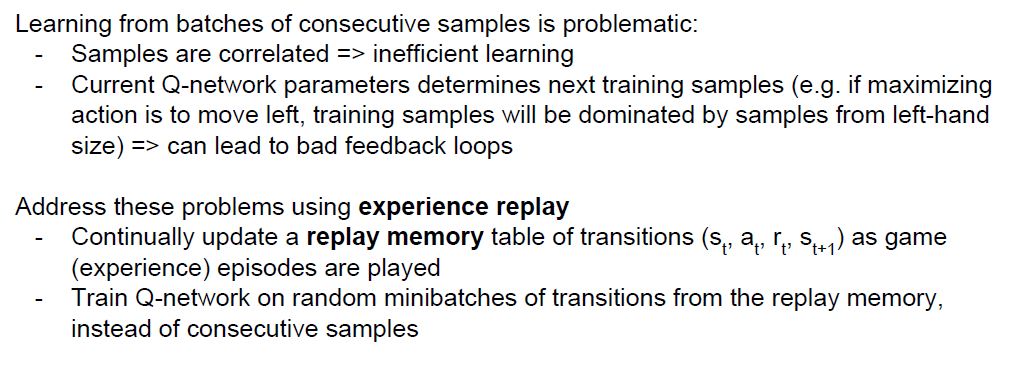 Learning from batches of consecutive samples is problematic:
- Samples are correlated => inefficient learning
- Current Q-network parameters determines next training samples (e.g. if maximizing
action is to move left, training samples will be dominated by samples from left-hand
size) => can lead to bad feedback loops
Address these problems using experience replay
- Continually update a replay memory table of transitions (s_t, a_t, r_t, s_{t+1}) as game
(experience) episodes are played
- Train Q-network on random minibatches of transitions from the replay memory,
instead of consecutive samples